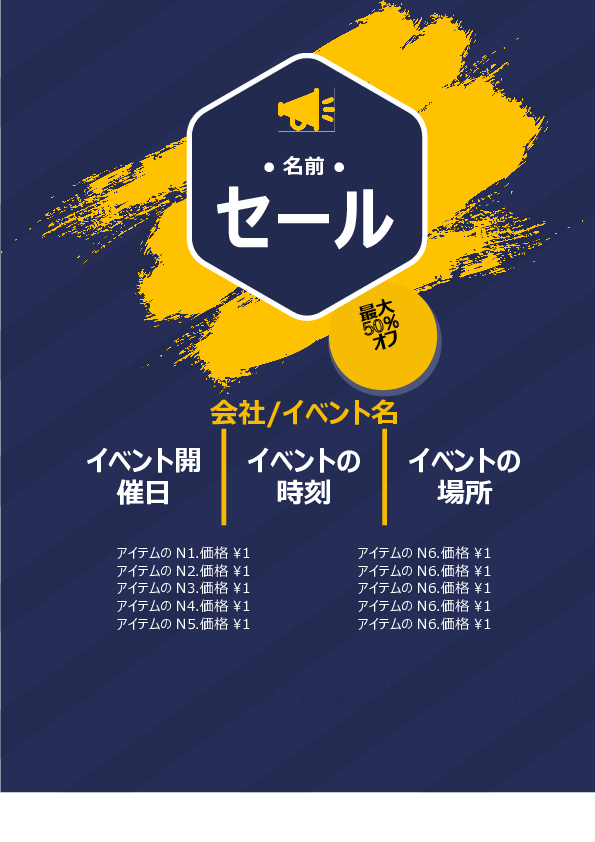 • 名前 •
セール
最大
50%
オフ
会社/イベント名
イベント開
催日
イベントの
時刻
イベントの
場所
アイテムの N1.価格 ¥1
アイテムの N2.価格 ¥1
アイテムの N3.価格 ¥1
アイテムの N4.価格 ¥1
アイテムの N5.価格 ¥1
アイテムの N6.価格 ¥1
アイテムの N6.価格 ¥1
アイテムの N6.価格 ¥1
アイテムの N6.価格 ¥1
アイテムの N6.価格 ¥1